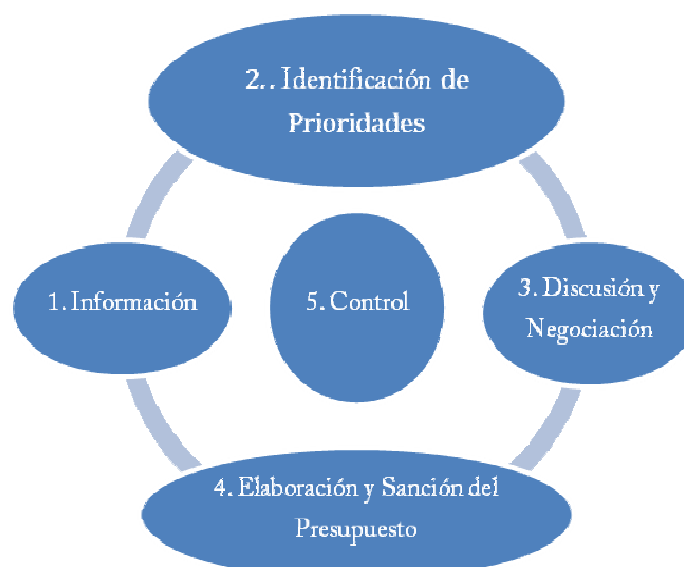 2. . Identificación de
Prioridades
1. Información
5. Control
3. Discusión y
Negociación
4. Elaboración y Sanción del
Presupuesto